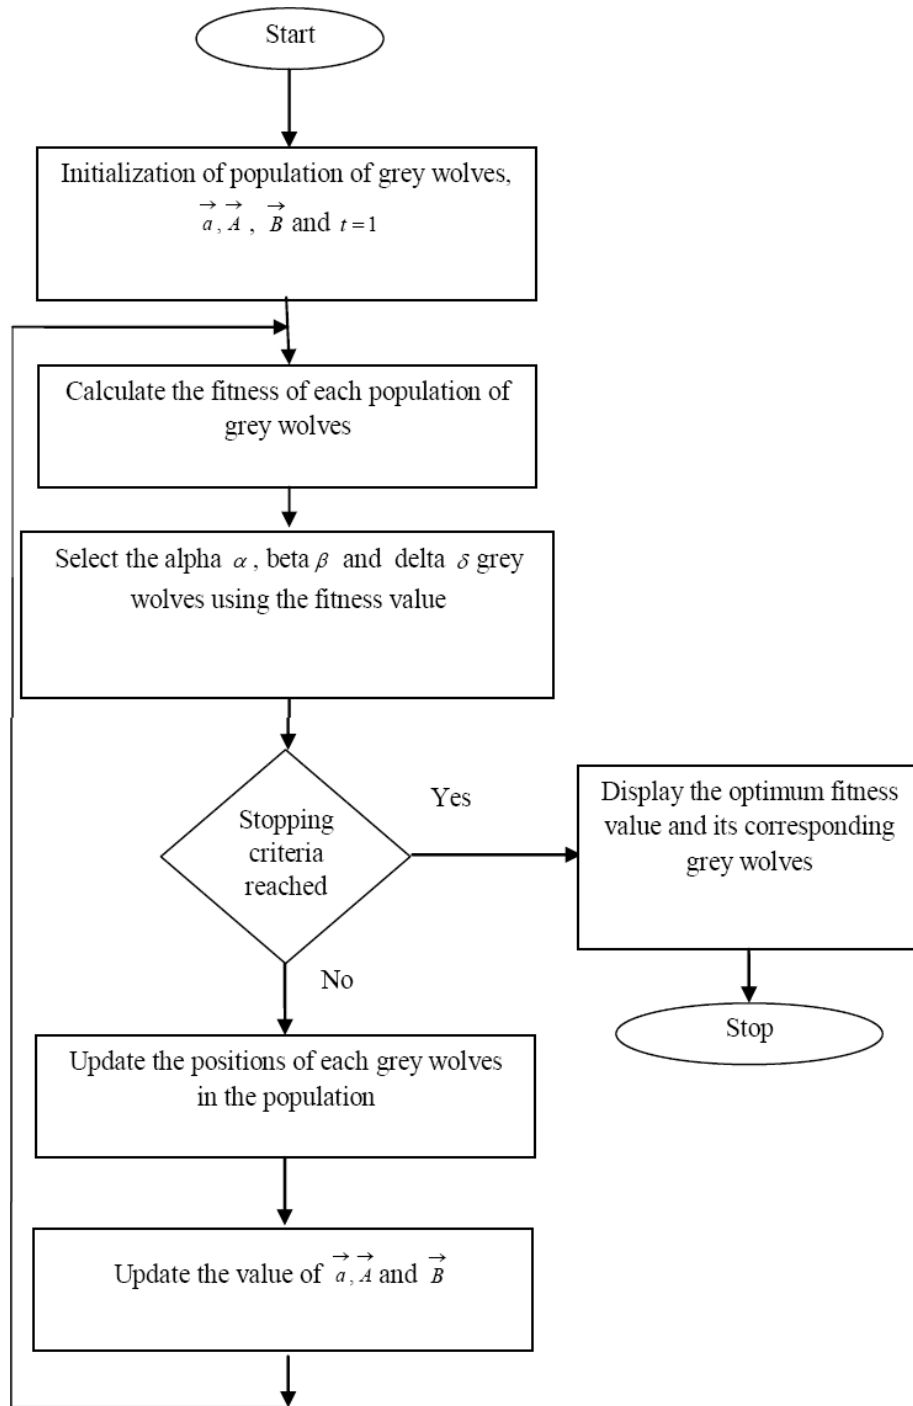 Start
Initialization of population of grey wolves,
→a, →A, →B and t = 1
Calculate the fitness of each population of
grey wolves
Select the alpha α, beta β and delta δ grey
wolves using the fitness value
Stopping
criteria
reached
Yes
Display the optimum fitness
value and its corresponding
grey wolves
Stop
No
Update the positions of each grey wolves
in the population
Update the value of →a, →A and →B